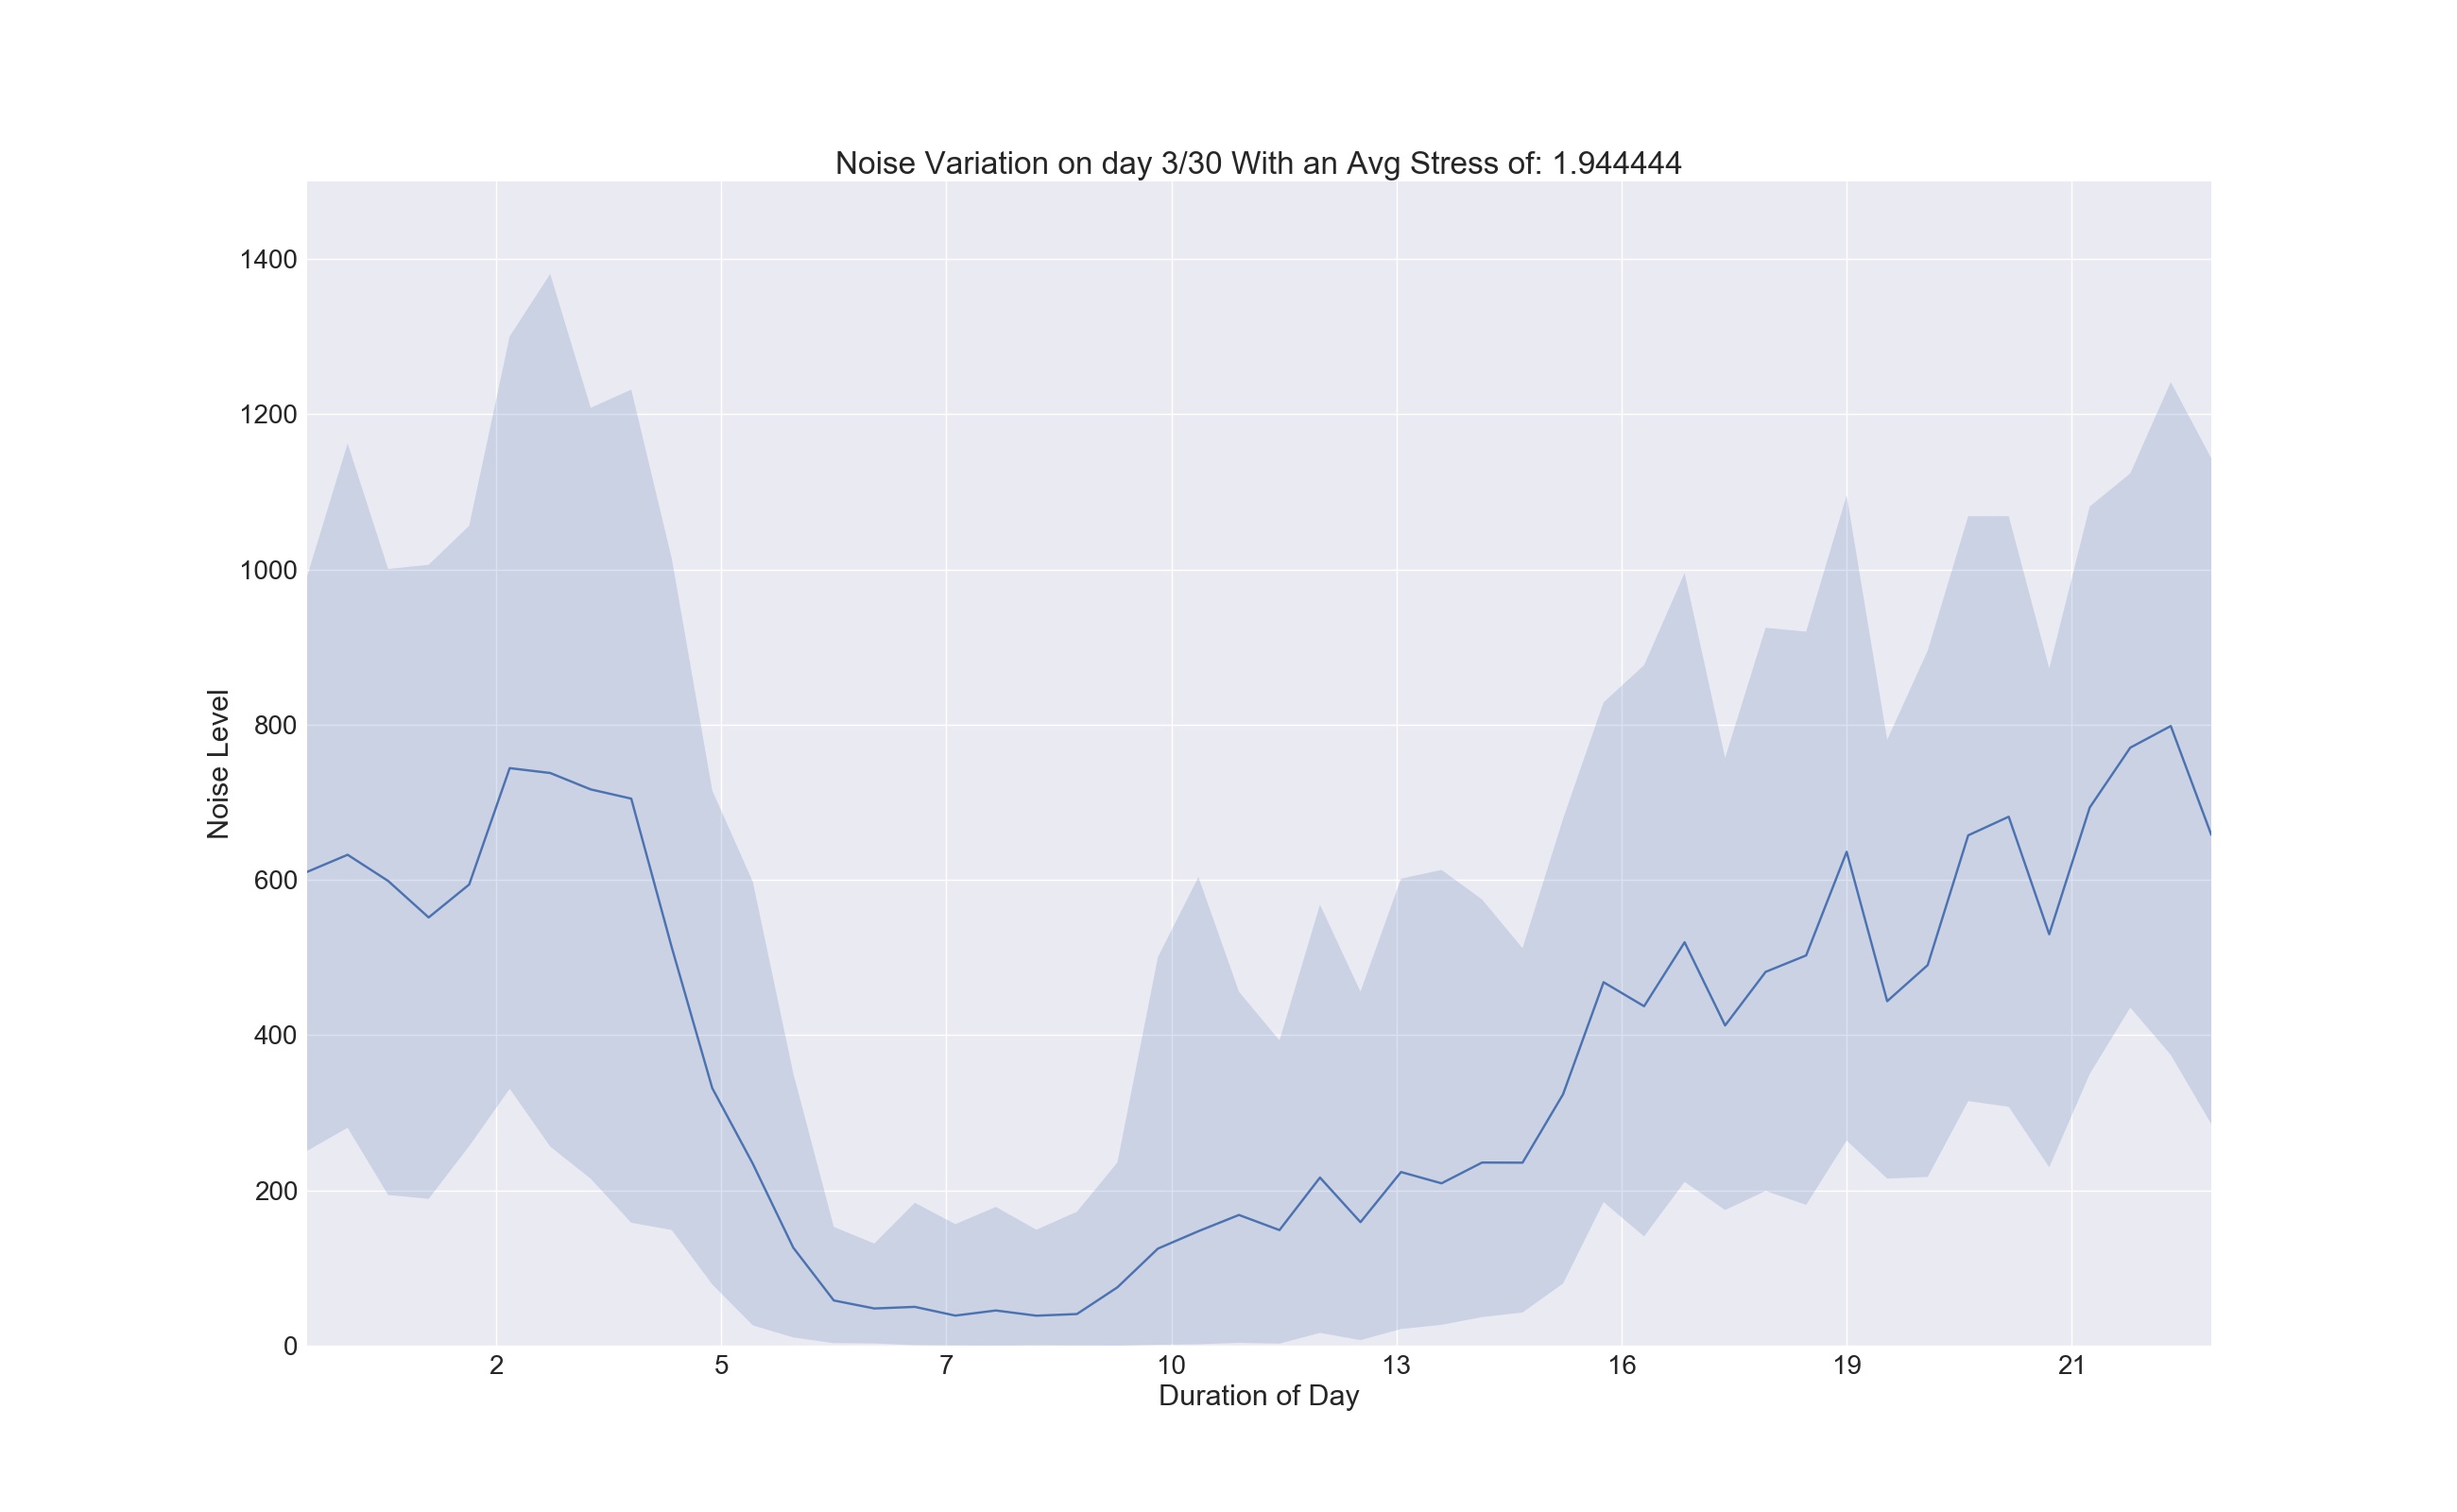 Noise Variation on day 3/30 With an Avg Stress of: 1.944444
1400
1200
1000
800
600
400
200
0
Noise Level
2 5 7 10 13 16 19 21
Duration of Day